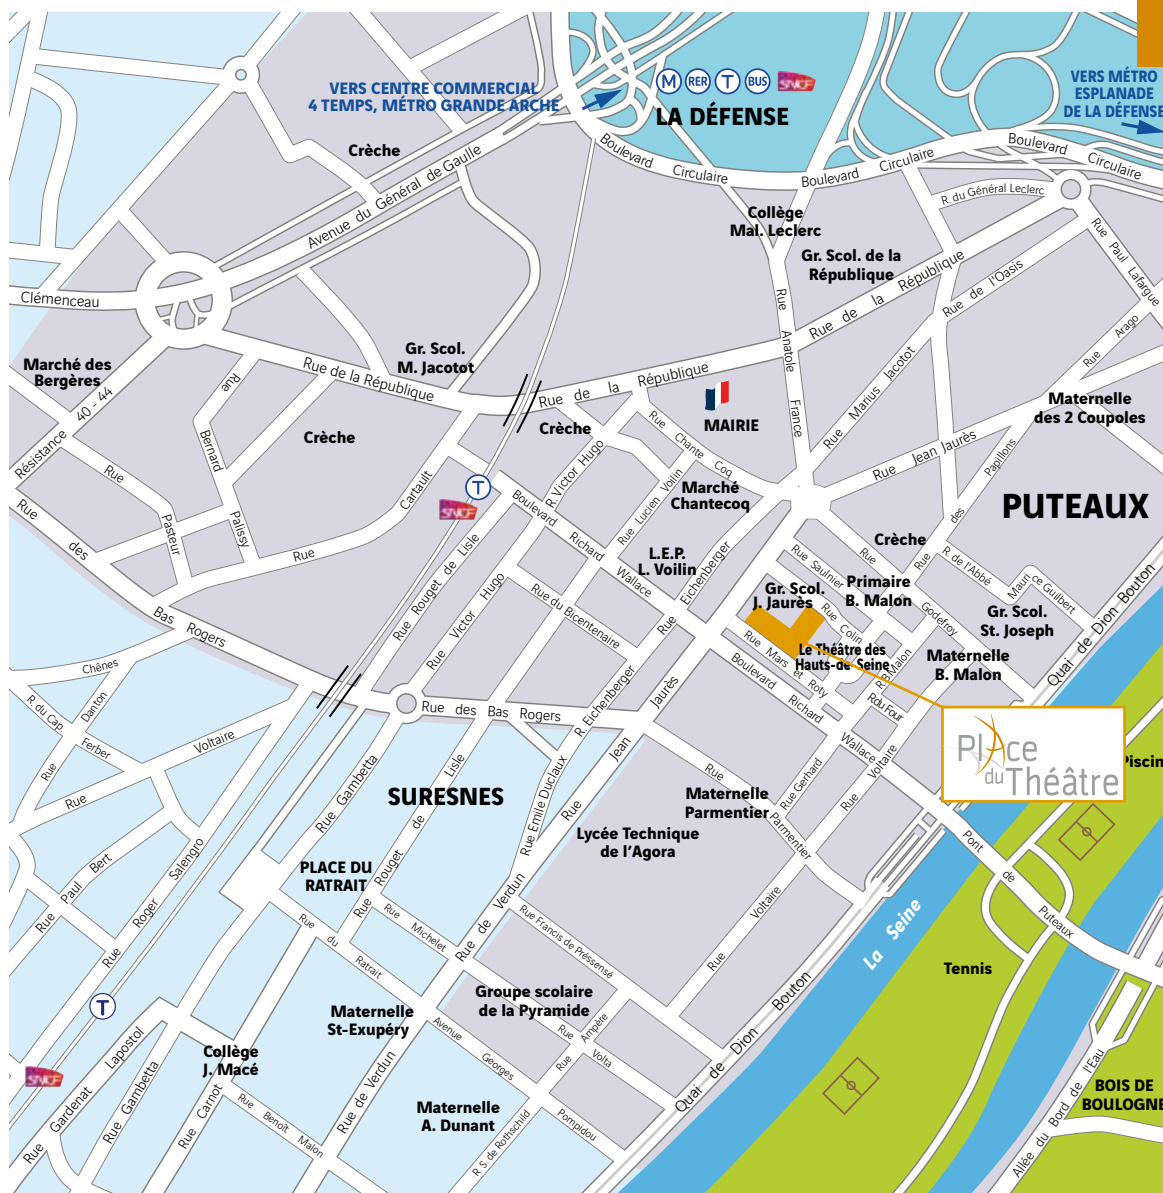 VERS CENTRE COMMERCIAL
4 TEMPS, MÉTRO GRANDE ARCHE
M RER T BUS SNCF
LA DÉFENSE
VERS MÉTRO
ESPLANADE
DE LA DÉFENSE
Crèche
Boulevard Circulaire
Boulevard Circulaire
Boulevard Circulaire
Avenue du Général de Gaulle
R. du Général Leclerc
Collège
Mal. Leclerc
Gr. Scol. de la
République
Rue Paul Lafargue
Clémenceau
Rue de la République
Rue de l'Oasis
Rue Anatole France
Rue Arago
Marché des
Bergères
Gr. Scol.
M. Jacotot
Rue de la République
Rue de la République
Rue Marius Jacotot
MAIRIE
Maternelle
des 2 Coupoles
Résistance 40 - 44
Rue Bernard Palissy
Crèche
Crèche
Rue Chante Coq
Rue Jean Jaurès
Rue Pasteur
Rue Cartault
R. Victor Hugo
Rue Lucien Voilin
Marché
Chantecoq
Rue des Papillons
PUTEAUX
T
SNCF
Boulevard Richard Wallace
Rue des Bas Rogers
Rue Rouget de Lisle
L.E.P.
L. Voilin
Rue Eichenberger
Crèche
Rue Saulnier
Rue Godefroy
R. de l'Abbé
Maurice Guilbert
Primaire
B. Malon
Gr. Scol.
J. Jaurès
Rue Colin
Gr. Scol.
St. Joseph
Quai de Dion Bouton
Rue Victor Hugo
Rue du Bicentenaire
Rue Mars et Roty
Le Théâtre des
Hauts-de Seine
Maternelle
B. Malon
R.B.Malon
Boulevard Richard Wallace
R.du Four
Chênes
R. du Cap. Ferber
Rue Danton
Voltaire
Rue
Rue des Bas Rogers
R. Eichenberger
Rue Jean Jaurès
Place
du Théâtre
Piscin
Rue Gambetta
SURESNES
Rue Rouget de Lisle
Rue Emile Duclaux
Rue Parmentier
Rue Gerhard
Rue Voltaire
Maternelle
Parmentier
Lycée Technique
de l'Agora
Pont de Puteaux
Rue Paul Bert
Rue Roger Salengro
PLACE DU
RATRAIT
Rue du Ratrait
Rue Michelet
Rue de Verdun
Rue Francis de Préssensé
Rue Voltaire
La Seine
Tennis
T
Maternelle
St-Exupéry
Groupe scolaire
de la Pyramide
Rue Ampère
Rue Volta
Avenue Georges Pompidou
Quai de Dion Bouton
SNCF
Collège
J. Macé
Rue Gardenat Lapostol
Rue Gambetta
Rue Carnot
Rue Benoît Malon
Rue de Verdun
Maternelle
A. Dunant
R. S. de Rothschild
Allée du Bord de l'Eau
BOIS DE
BOULOGNE